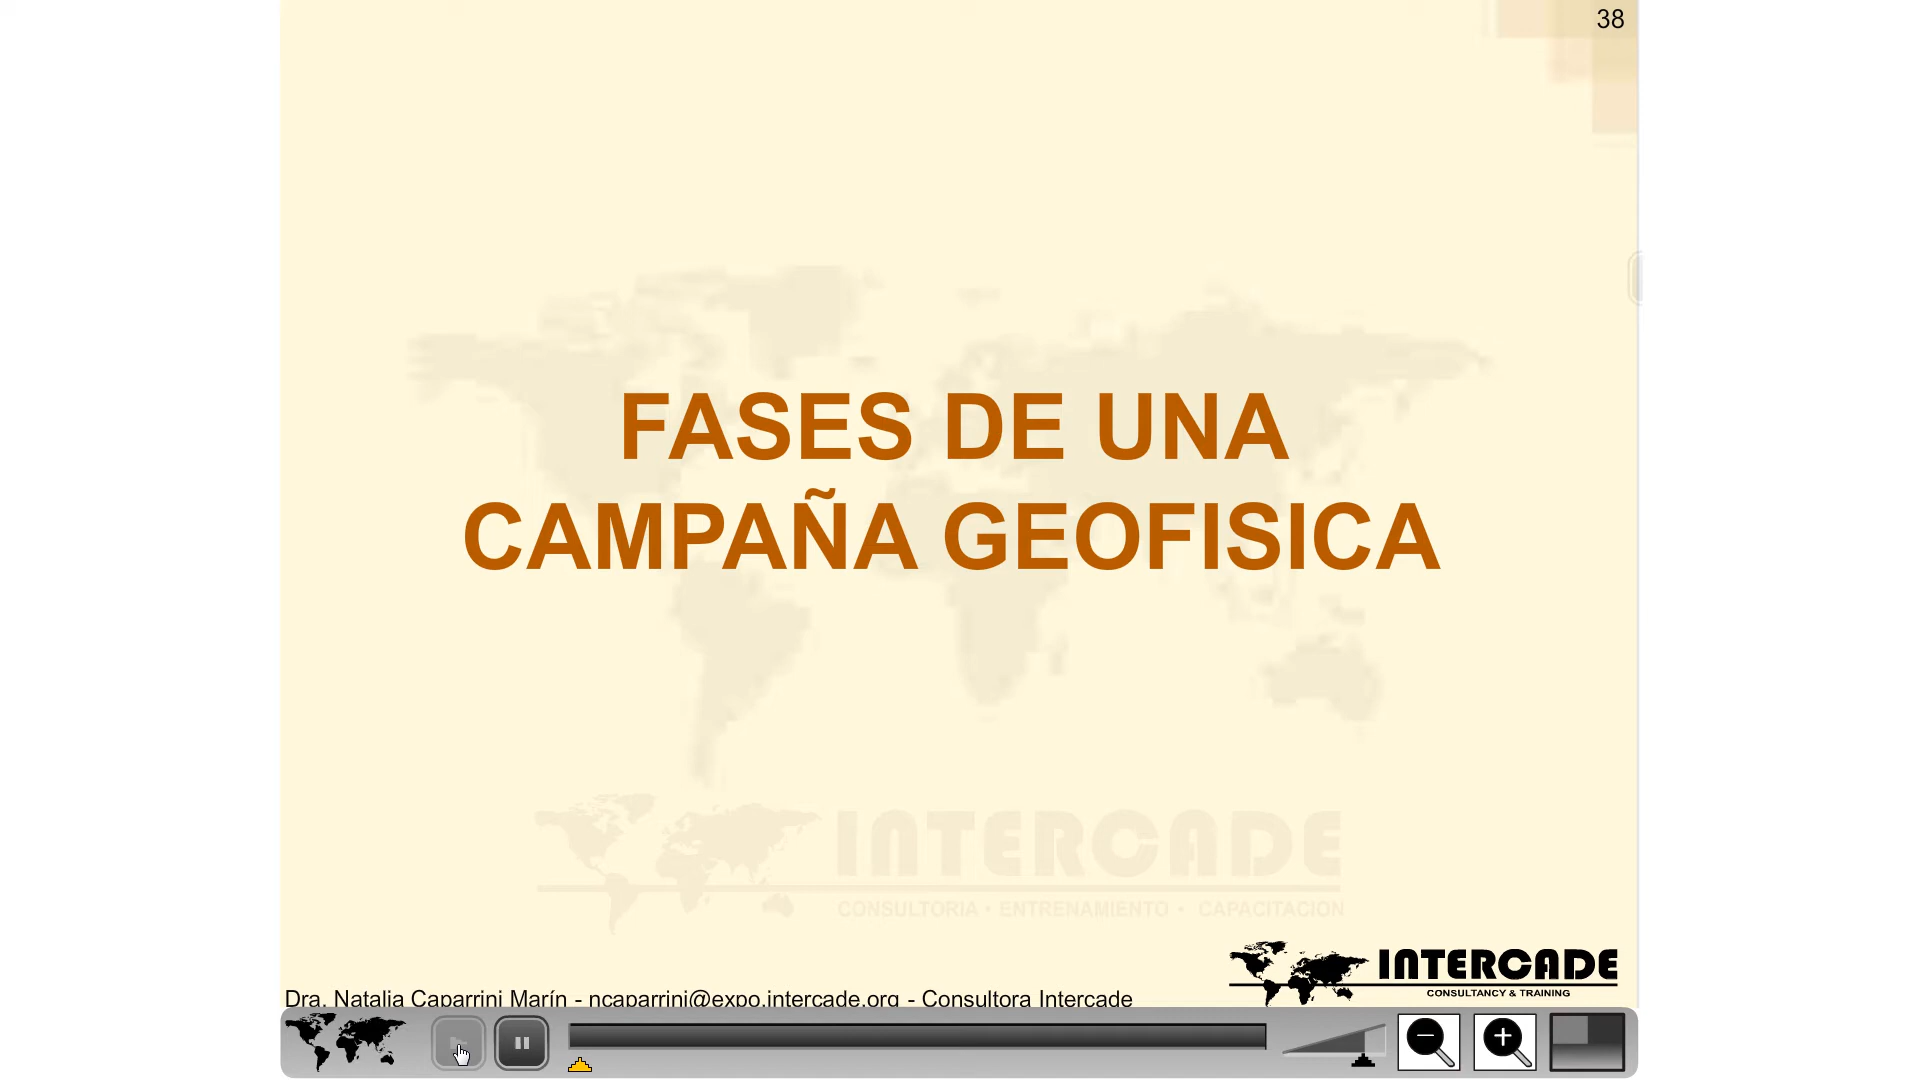 38
FASES DE UNA
CAMPAÑA GEOFISICA
INTERCADE
CONSULTORIA • ENTRENAMIENTO • CAPACITACION
INTERCADE
CONSULTANCY & TRAINING
Dra. Natalia Caparrini Marín - ncaparrini@expo.intercade.org - Consultora Intercade